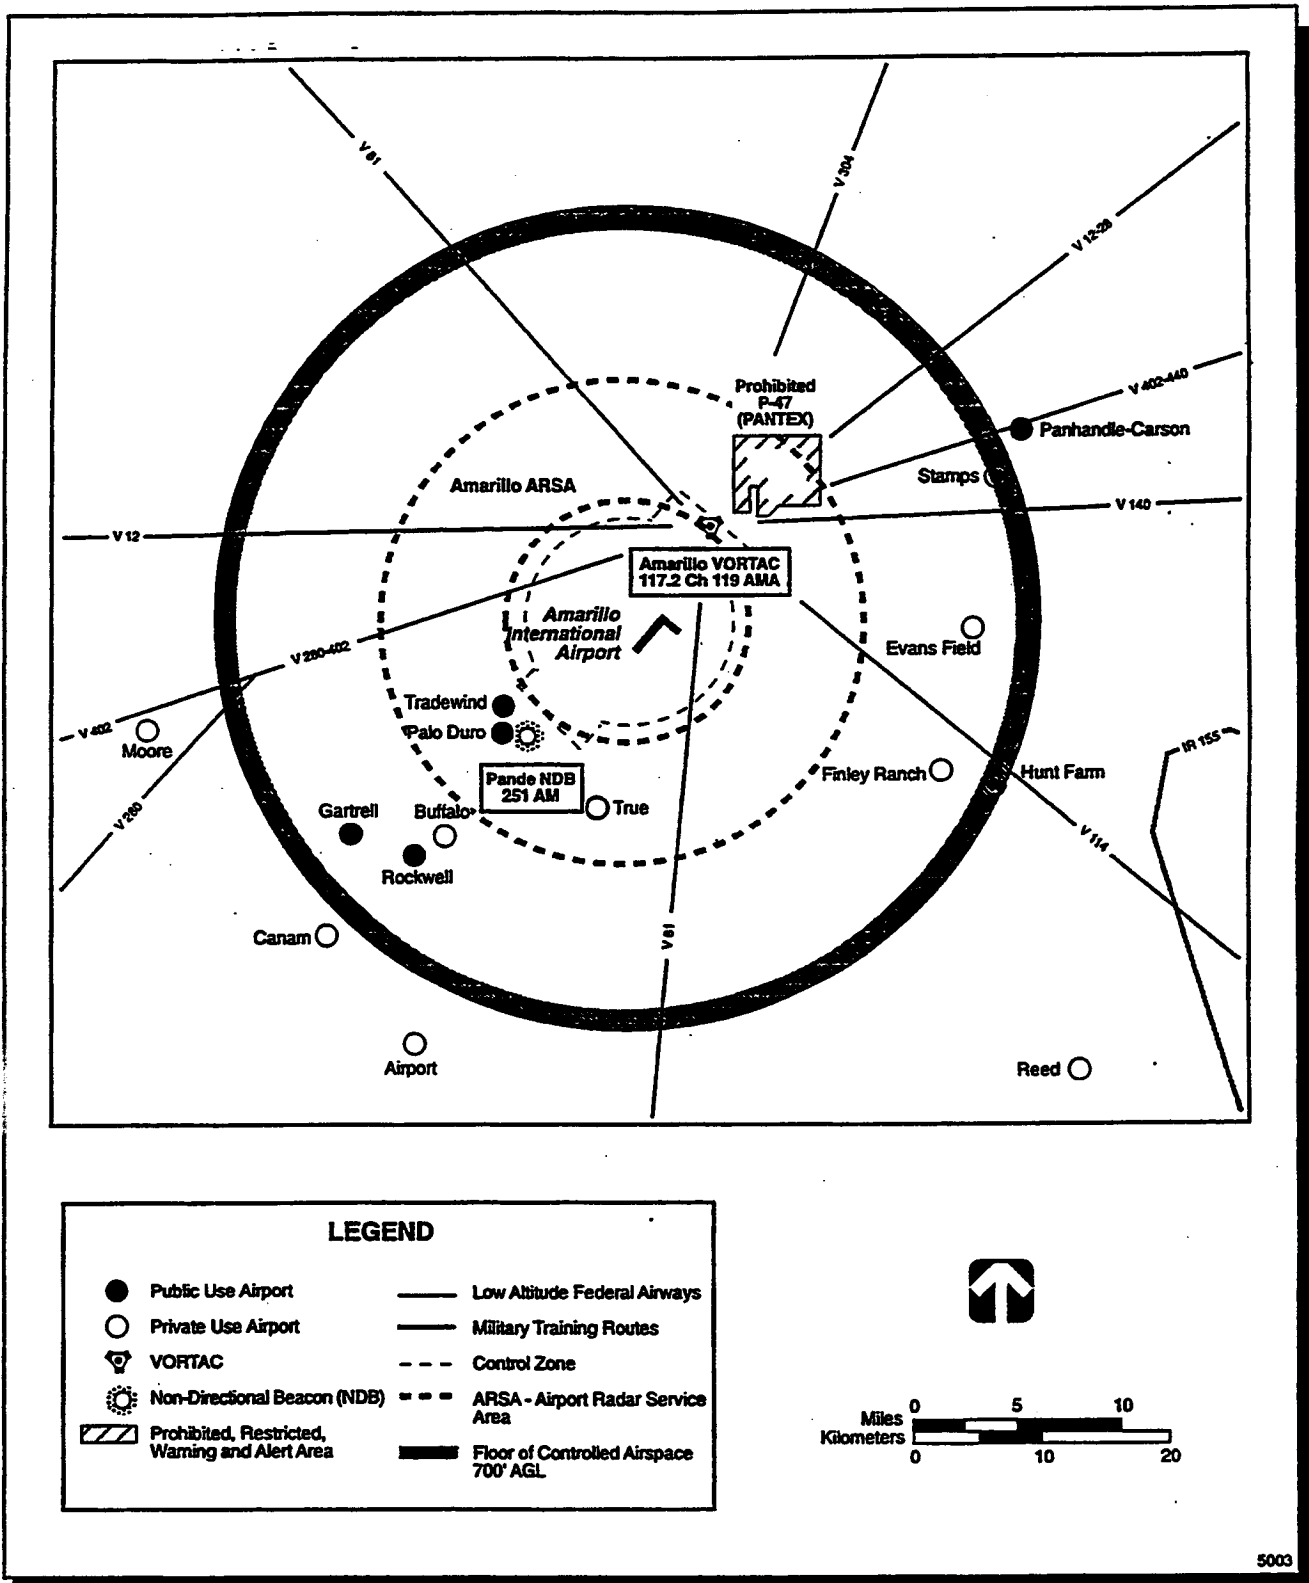 V 81
V 304
V 12-28
Prohibited
P-47
(PANTEX)
V 402-440
Panhandle-Carson
Stamps
Amarillo ARSA
V 140
V 12
Amarillo VORTAC
117.2 Ch 119 AMA
Amarillo
International
Airport
Evans Field
V 280-402
Tradewind
V 402
Moore
Palo Duro
IR 155
Finley Ranch
Hunt Farm
Pande NDB
251 AM
True
V 280
Gartrell
Buffalo
V 114
Rockwell
V 81
Canam
Airport
Reed
LEGEND
Public Use Airport
Private Use Airport
VORTAC
Non-Directional Beacon (NDB)
Prohibited, Restricted,
Warning and Alert Area
Low Altitude Federal Airways
Military Training Routes
Control Zone
ARSA - Airport Radar Service
Area
Floor of Controlled Airspace
700' AGL
0 5 10
Miles
Kilometers
0 10 20
5003